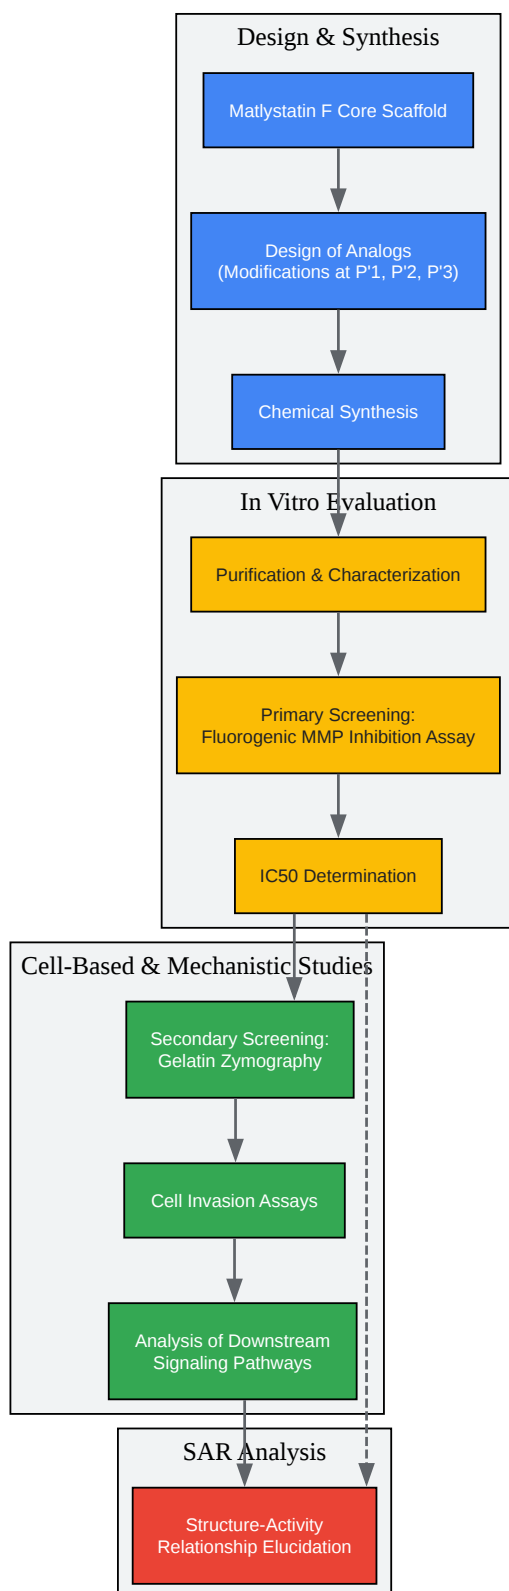 Design & Synthesis
Matlystatin F Core Scaffold
Design of Analogs
(Modifications at P'1, P'2, P'3)
Chemical Synthesis
In Vitro Evaluation
Purification & Characterization
Primary Screening:
Fluorogenic MMP Inhibition Assay
IC50 Determination
Cell-Based & Mechanistic Studies
Secondary Screening:
Gelatin Zymography
Cell Invasion Assays
Analysis of Downstream
Signaling Pathways
SAR Analysis
Structure-Activity
Relationship Elucidation